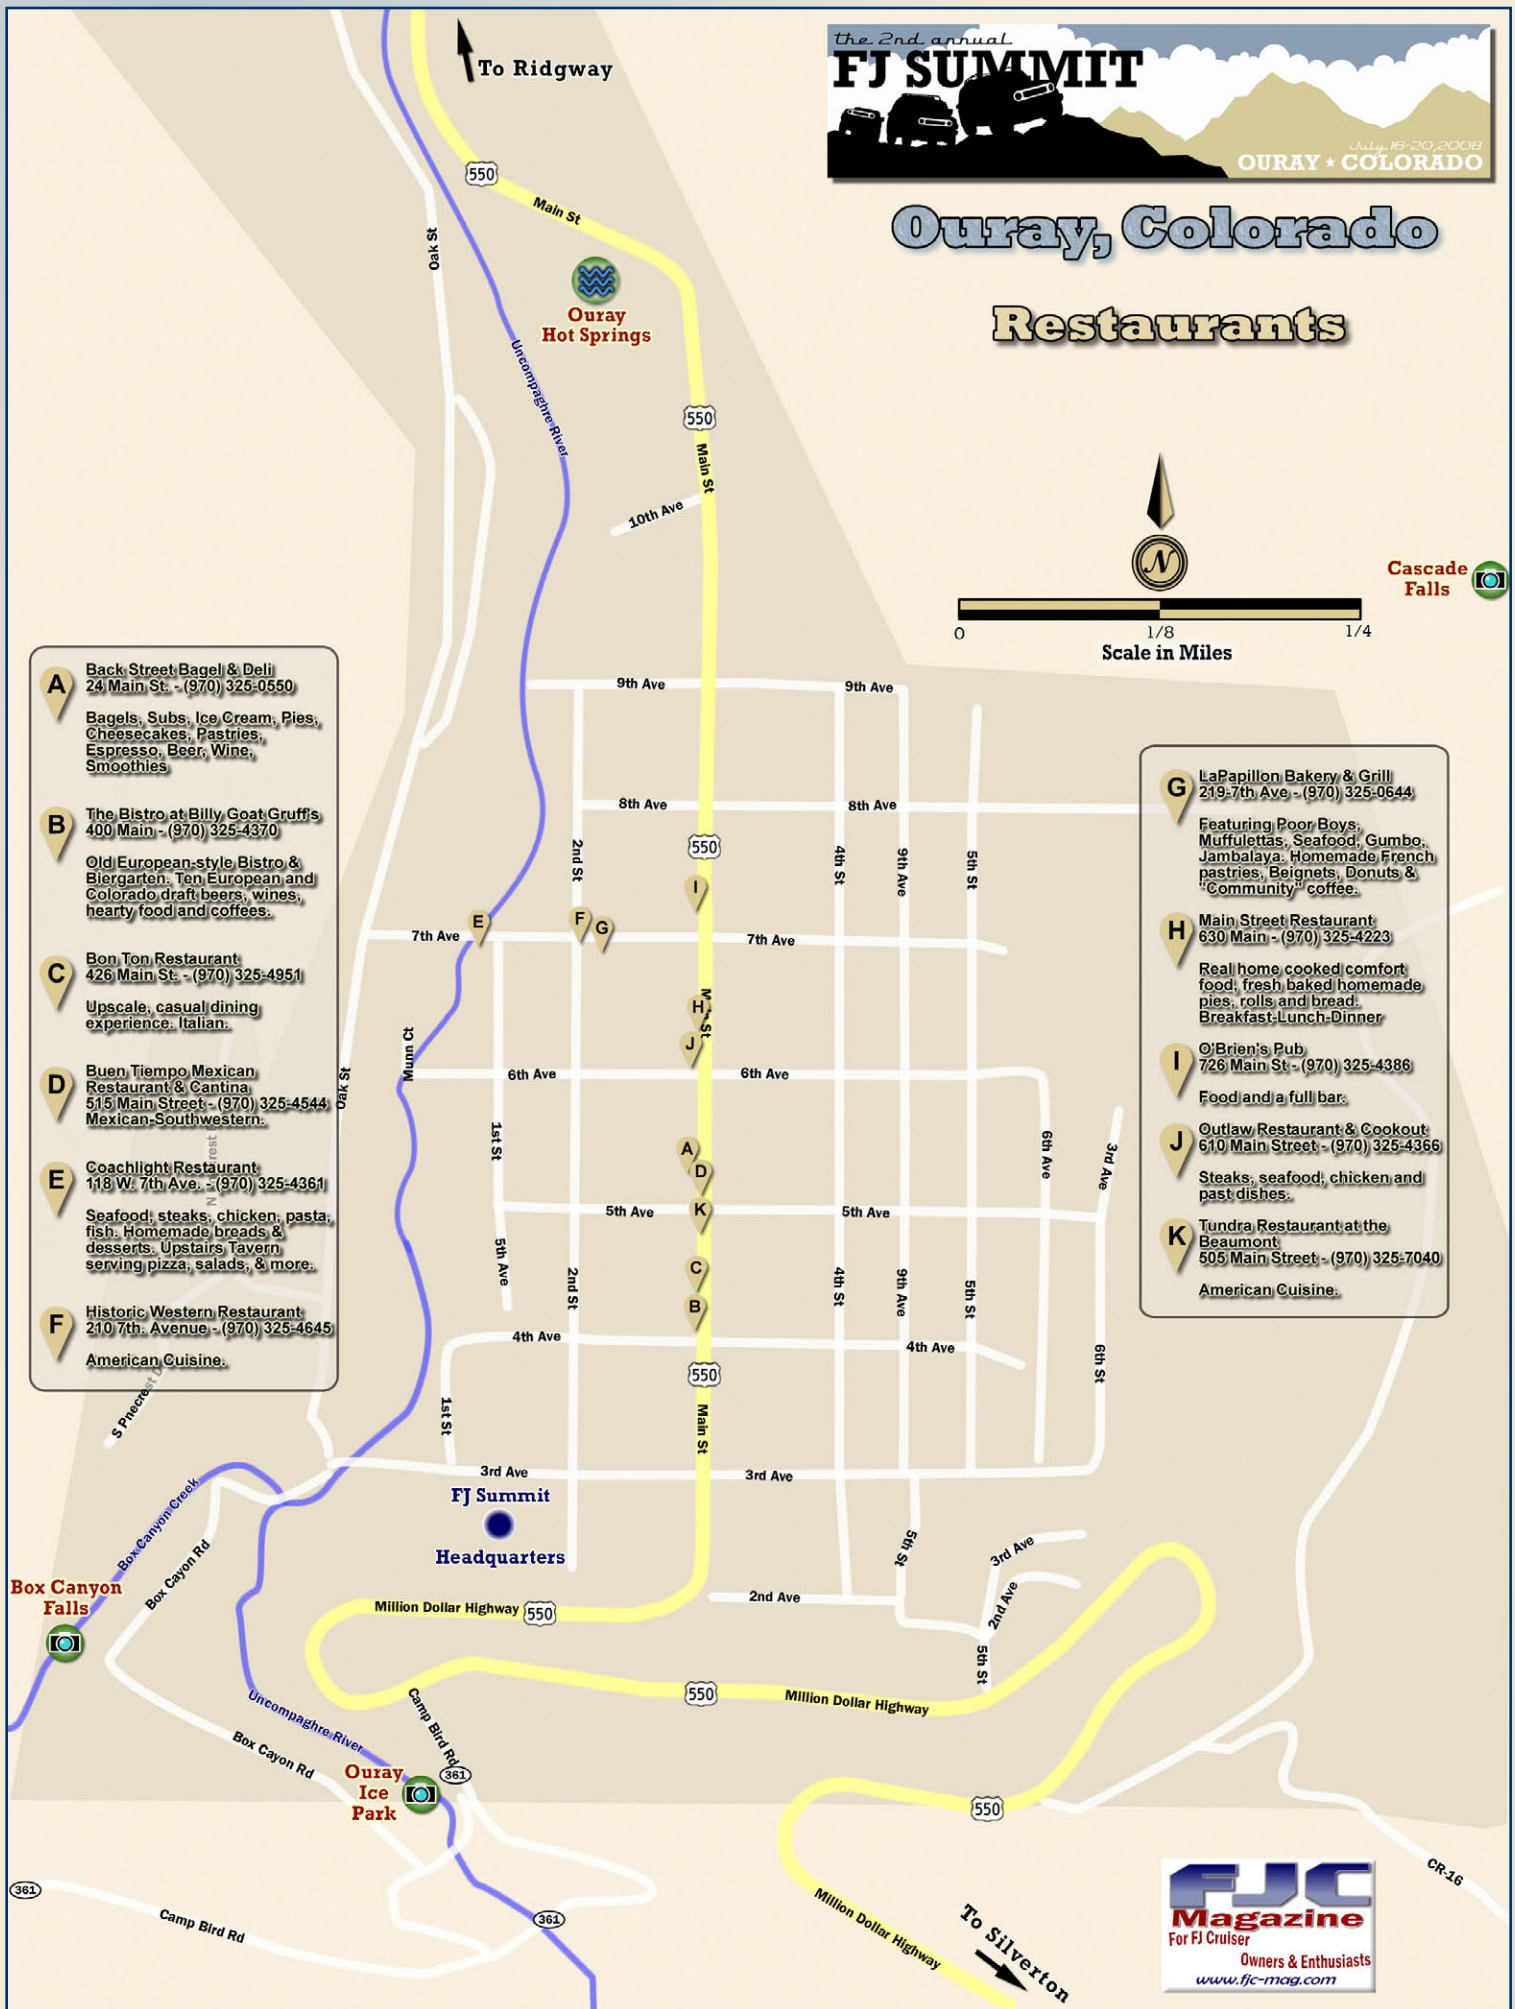 the 2nd annual
FJ SUMMIT
July 16-20, 2008
OURAY ★ COLORADO
Ouray, Colorado
Restaurants
To Ridgway
550
Main St
Oak St
Ouray
Hot Springs
Uncompaghre River
550
Main St
10th Ave
N
0 1/8 1/4
Scale in Miles
Cascade
Falls
A
Back Street Bagel & Deli
24 Main St. - (970) 325-0550
Bagels, Subs, Ice Cream, Pies,
Cheesecakes, Pastries,
Espresso, Beer, Wine,
Smoothies
B
The Bistro at Billy Goat Gruff's
400 Main - (970) 325-4370
Old European-style Bistro &
Biergarten. Ten European and
Colorado draft beers, wines,
hearty food and coffees.
C
Bon Ton Restaurant
426 Main St. - (970) 325-4951
Upscale, casual dining
experience. Italian.
D
Buen Tiempo Mexican
Restaurant & Cantina
515 Main Street - (970) 325-4544
Mexican-Southwestern.
E
Coachlight Restaurant
118 W. 7th Ave. - (970) 325-4361
Seafood, steaks, chicken, pasta,
fish. Homemade breads &
desserts. Upstairs Tavern
serving pizza, salads, & more.
F
Historic Western Restaurant
210 7th. Avenue - (970) 325-4645
American Cuisine.
G
LaPapillon Bakery & Grill
219-7th Ave - (970) 325-0644
Featuring Poor Boys,
Muffulettas, Seafood, Gumbo,
Jambalaya. Homemade French
pastries, Beignets, Donuts &
"Community" coffee.
H
Main Street Restaurant
630 Main - (970) 325-4223
Real home cooked comfort
food, fresh baked homemade
pies, rolls and bread.
Breakfast-Lunch-Dinner
I
O'Brien's Pub
726 Main St - (970) 325-4386
Food and a full bar.
J
Outlaw Restaurant & Cookout
610 Main Street - (970) 325-4366
Steaks, seafood, chicken and
past dishes.
K
Tundra Restaurant at the
Beaumont
505 Main Street - (970) 325-7040
American Cuisine.
9th Ave
9th Ave
8th Ave
8th Ave
2nd St
550
4th St
9th Ave
5th St
I
E
F
G
7th Ave
7th Ave
H
St
J
Munn Ct
Oak St
6th Ave
6th Ave
1st St
A
D
K
6th Ave
3rd Ave
5th Ave
5th Ave
5th Ave
2nd St
C
B
4th St
9th Ave
5th St
4th Ave
4th Ave
6th St
550
S Pnecrest D
1st St
Main St
3rd Ave
3rd Ave
FJ Summit
Headquarters
Box Canyon Creek
Box Cayon Rd
Box Canyon
Falls
5th St
3rd Ave
2nd Ave
2nd Ave
5th St
Million Dollar Highway
550
550
Million Dollar Highway
Uncompaghre River
Camp Bird Rd
361
Box Cayon Rd
Ouray
Ice
Park
550
361
Camp Bird Rd
361
Million Dollar Highway
To Silverton
CR-16
FJC
Magazine
For FJ Cruiser
Owners & Enthusiasts
www.fjc-mag.com